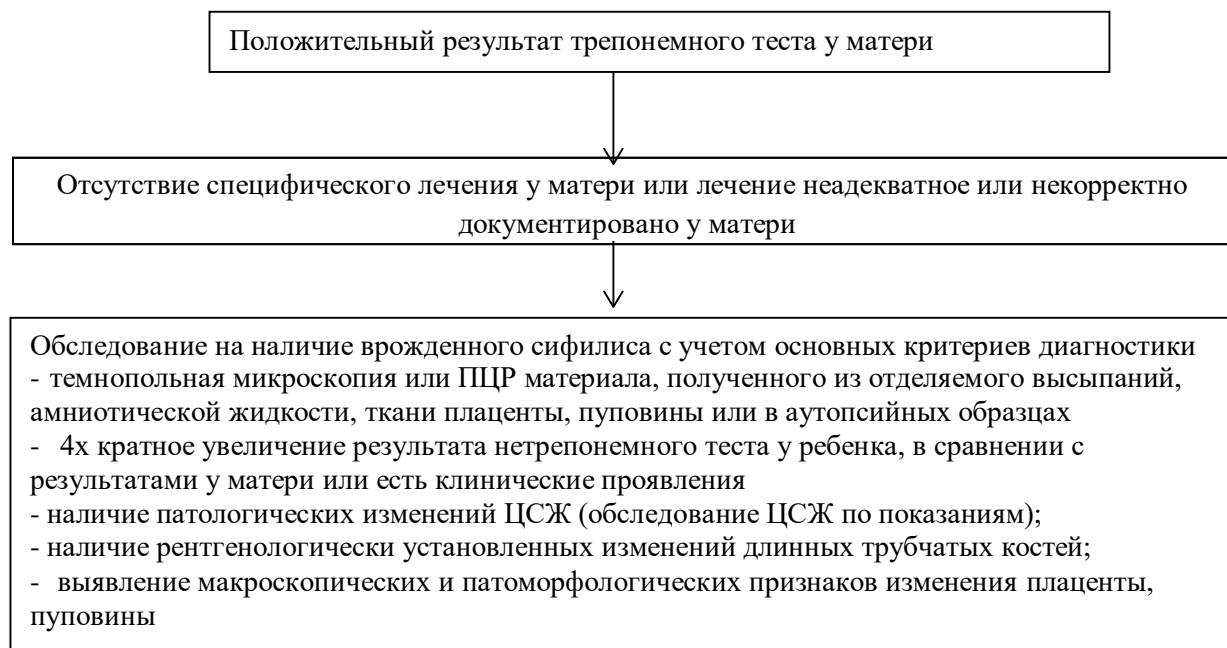 Положительный результат трепонемного теста у матери
Отсутствие специфического лечения у матери или лечение неадекватное или некорректно
документировано у матери
Обследование на наличие врожденного сифилиса с учетом основных критериев диагностики
- темнопольная микроскопия или ПЦР материала, полученного из отделяемого высыпаний,
амниотической жидкости, ткани плаценты, пуповины или в аутопсийных образцах
- 4х кратное увеличение результата нетрепонемного теста у ребенка, в сравнении с
результатами у матери или есть клинические проявления
- наличие патологических изменений ЦСЖ (обследование ЦСЖ по показаниям);
- наличие рентгенологически установленных изменений длинных трубчатых костей;
- выявление макроскопических и патоморфологических признаков изменения плаценты,
пуповины